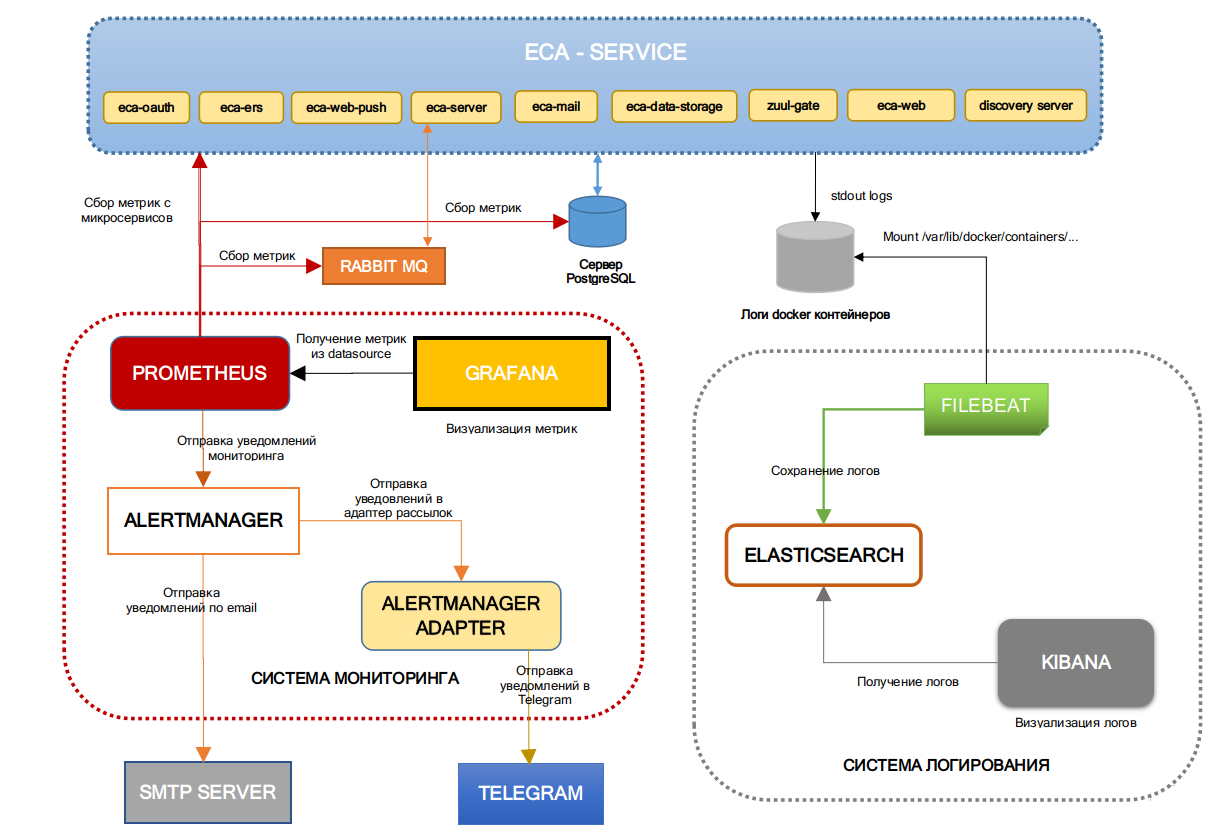 ECA - SERVICE
eca-oauth
eca-ers
eca-web-push
eca-server
eca-mail
eca-data-storage
zuul-gate
eca-web
discovery server
Сбор метрик с
микросервисов
Сбор метрик
Сбор метрик
RABBIT MQ
Сервер
PostgreSQL
stdout logs
Mount /var/lib/docker/containers/...
Логи docker контейнеров
PROMETHEUS
Получение метрик
из datasource
GRAFANA
Визуализация метрик
Отправка уведомлений
мониторинга
ALERTMANAGER
Отправка
уведовлений в
адаптер рассылок
Отправка
уведомлений по email
ALERTMANAGER
ADAPTER
СИСТЕМА МОНИТОРИНГА
Отправка
уведомлений в
Telegram
SMTP SERVER
TELEGRAM
FILEBEAT
Сохранение логов
ELASTICSEARCH
KIBANA
Получение логов
Визуализация логов
СИСТЕМА ЛОГИРОВАНИЯ